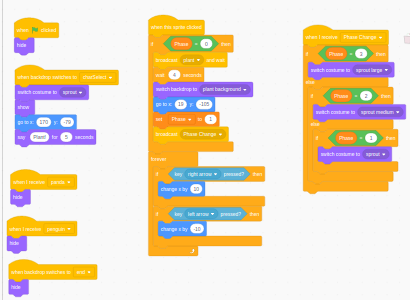 when clicked
hide
when backdrop switches to
switch costume to sprout
show
go to x: 170 y: -79
say Plant! for 5 seconds
when I receive
hide
when I receive penguin
hide
when backdrop switches to end
hide
when this sprite clicked
if Phase = 0 then
broadcast plant and wait
wait 4 seconds
switch backdrop to plant background
go to x: 19 y: -105
set Phase to 1
broadcast Phase Change
forever
if key right arrow pressed? then
change x by 10
if key left arrow pressed? then
change x by -10
when I receive Phase Change
if Phase = 3 then
switch costume to sprout large
else
if Phase = 2 then
switch costume to sprout medium
else
if Phase = 1 then
switch costume to sprout